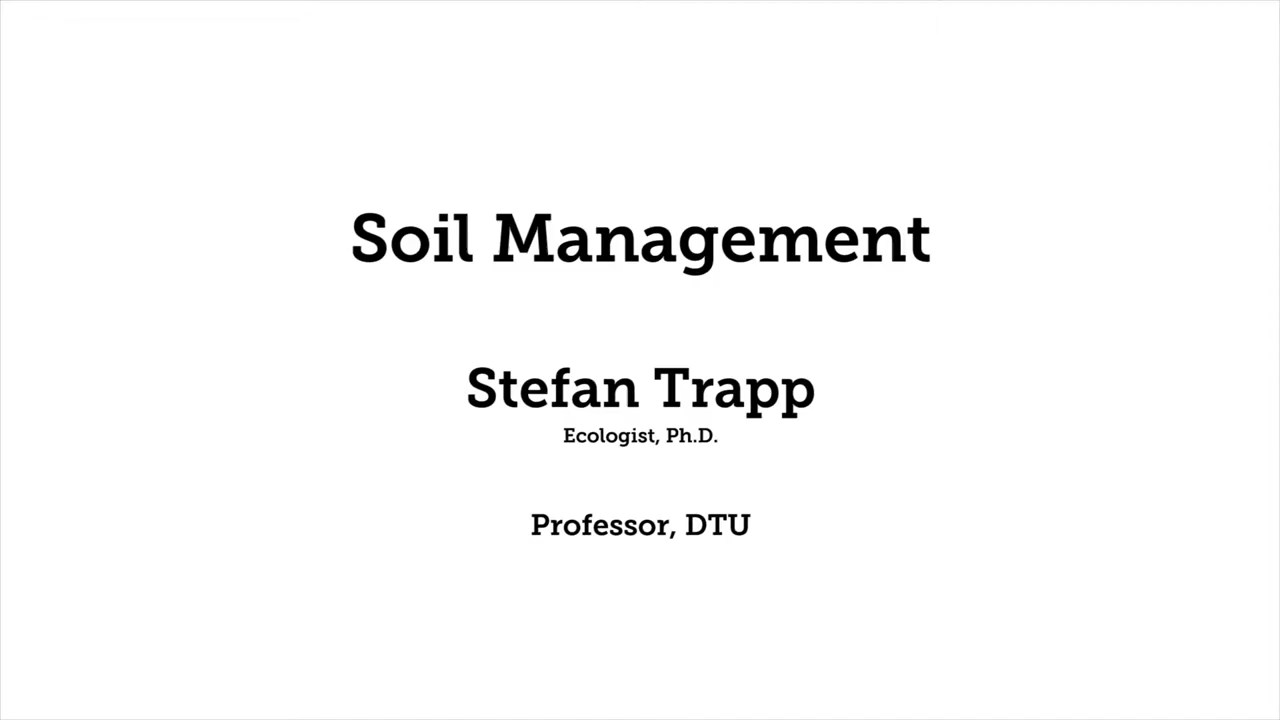 Soil Management
Stefan Trapp
Ecologist, Ph.D.
Professor, DTU